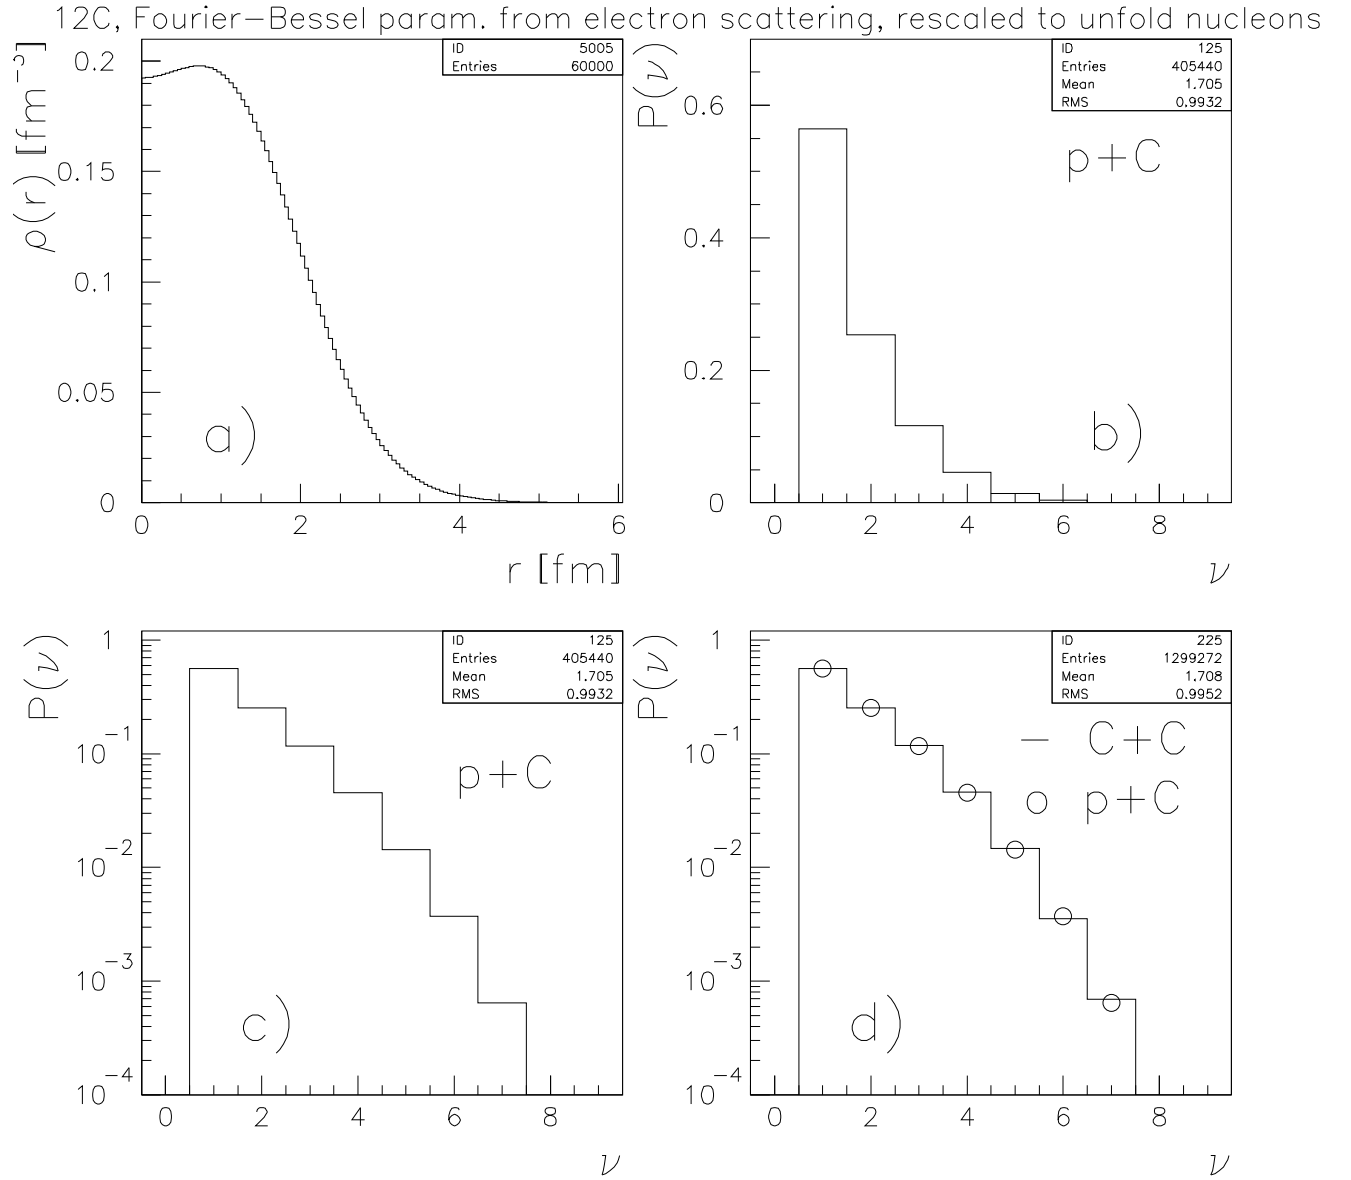 12C, Fourier−Bessel param. from electron scattering, rescaled to unfold nucleons
ρ(r) [fm⁻³]
0.2
0.15
0.1
0.05
0
0 2 4 6
r [fm]
ID 5005
Entries 60000
a)
P(ν)
0.6
0.4
0.2
0
0 2 4 6 8
ν
ID 125
Entries 405440
Mean 1.705
RMS 0.9932
p+C
b)
P(ν)
1
10⁻¹
10⁻²
10⁻³
10⁻⁴
0 2 4 6 8
ν
ID 125
Entries 405440
Mean 1.705
RMS 0.9932
p+C
c)
P(ν)
1
10⁻¹
10⁻²
10⁻³
10⁻⁴
0 2 4 6 8
ν
ID 225
Entries 1299272
Mean 1.708
RMS 0.9952
C+C
p+C
d)